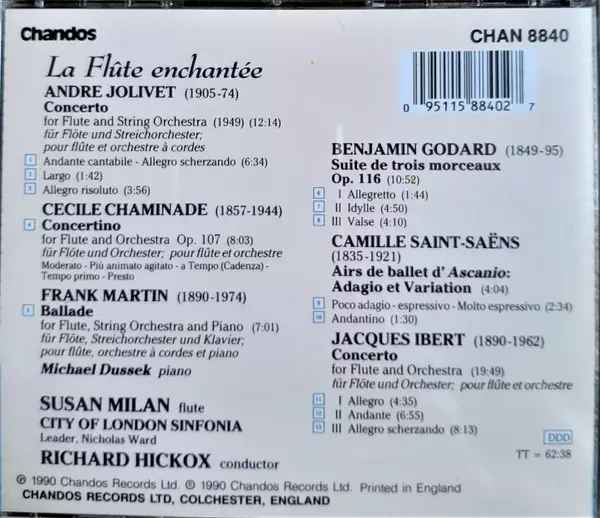 Chandos
CHAN 8840
La Flûte enchantée
ANDRE JOLIVET (1905-74)
Concerto
for Flute and String Orchestra (1949) (12:14)
für Flöte und Streichorchester;
pour flûte et orchestre à cordes
1 Andante cantabile - Allegro scherzando (6:34)
2 Largo (1:42)
3 Allegro risoluto (3:56)
CECILE CHAMINADE (1857-1944)
4 Concertino
for Flute and Orchestra Op. 107 (8:03)
für Flöte und Orchester; pour flûte et orchestre
Moderato - Più animato agitato - a Tempo (Cadenza) -
Tempo primo - Presto
FRANK MARTIN (1890-1974)
5 Ballade
for Flute, String Orchestra and Piano (7:01)
für Flöte, Streichorchester und Klavier;
pour flûte, orchestre à cordes et piano
Michael Dussek piano
SUSAN MILAN flute
CITY OF LONDON SINFONIA
Leader, Nicholas Ward
RICHARD HICKOX conductor
0 95115 88402 7
BENJAMIN GODARD (1849-95)
Suite de trois morceaux
Op. 116 (10:52)
6 I Allegretto (1:44)
7 II Idylle (4:50)
8 III Valse (4:10)
CAMILLE SAINT-SAËNS
(1835-1921)
Airs de ballet d'Ascanio:
Adagio et Variation (4:04)
9 Poco adagio - espressivo - Molto espressivo (2:34)
10 Andantino (1:30)
JACQUES IBERT (1890-1962)
Concerto
for Flute and Orchestra (19:49)
für Flöte und Orchester; pour flûte et orchestre
11 I Allegro (4:35)
12 II Andante (6:55)
13 III Allegro scherzando (8:13)
DDD
TT = 62:38
℗ 1990 Chandos Records Ltd. © 1990 Chandos Records Ltd. Printed in England
CHANDOS RECORDS LTD, COLCHESTER, ENGLAND